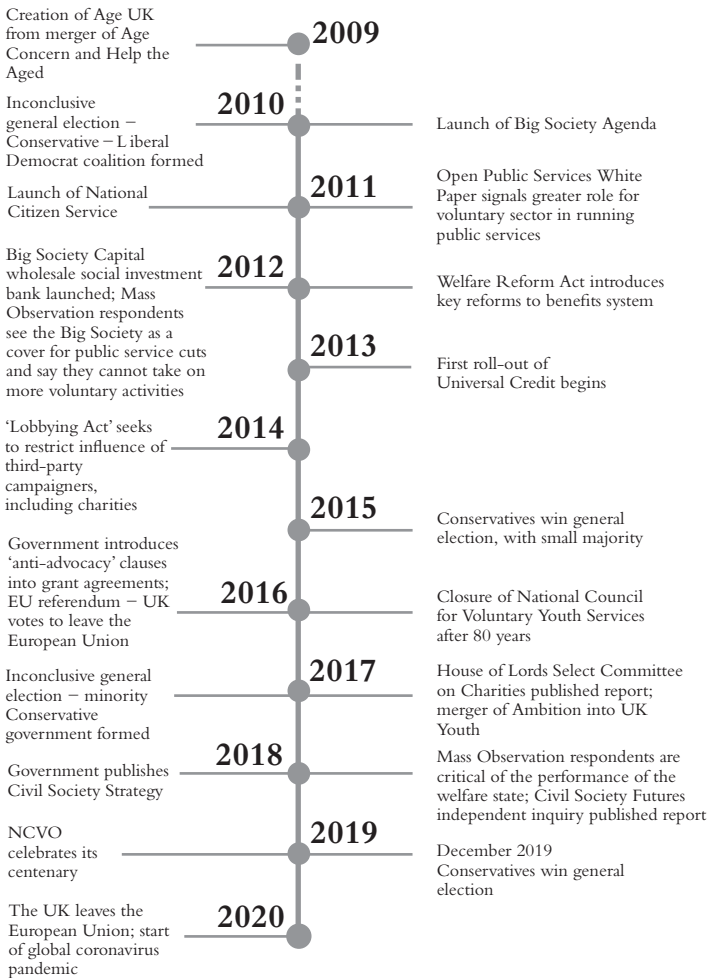 Creation of Age UK
from merger of Age
Concern and Help the
Aged
2009
Inconclusive
general election –
Conservative – Liberal
Democrat coalition formed
2010
Launch of Big Society Agenda
Launch of National
Citizen Service
2011
Open Public Services White
Paper signals greater role for
voluntary sector in running
public services
Big Society Capital
wholesale social investment
bank launched; Mass
Observation respondents
see the Big Society as a
cover for public service cuts
and say they cannot take on
more voluntary activities
2012
Welfare Reform Act introduces
key reforms to benefits system
2013
First roll-out of
Universal Credit begins
‘Lobbying Act’ seeks
to restrict influence of
third-party
campaigners,
including charities
2014
2015
Conservatives win general
election, with small majority
Government introduces
‘anti-advocacy’ clauses
into grant agreements;
EU referendum – UK
votes to leave the
European Union
2016
Closure of National Council
for Voluntary Youth Services
after 80 years
Inconclusive general
election – minority
Conservative
government formed
2017
House of Lords Select Committee
on Charities published report;
merger of Ambition into UK
Youth
Government publishes
Civil Society Strategy
2018
Mass Observation respondents are
critical of the performance of the
welfare state; Civil Society Futures
independent inquiry published report
NCVO
celebrates its
centenary
2019
December 2019
Conservatives win general
election
The UK leaves the
European Union; start
of global coronavirus
pandemic
2020